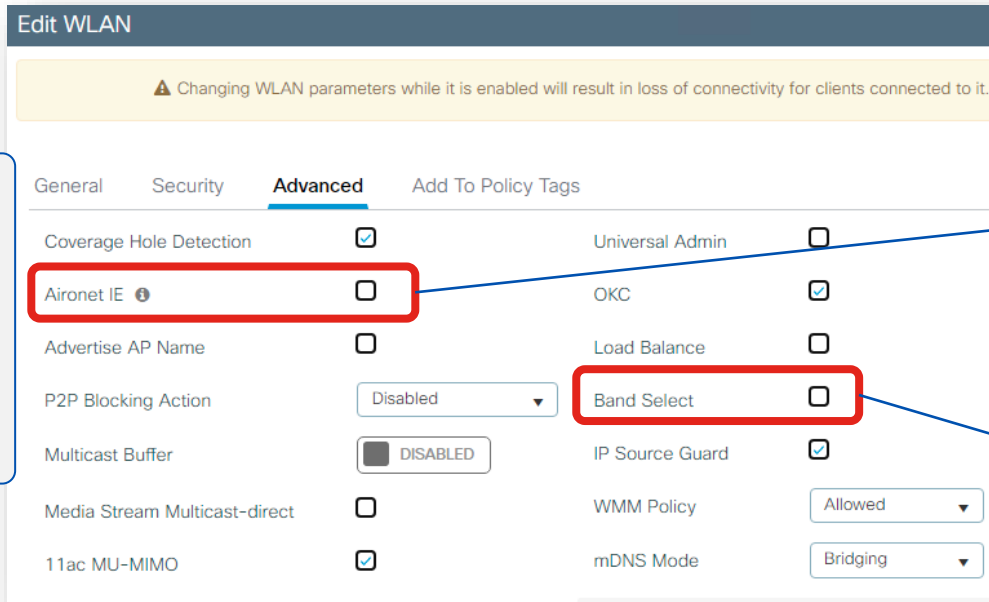 Edit WLAN
Changing WLAN parameters while it is enabled will result in loss of connectivity for clients connected to it.
General Security Advanced Add To Policy Tags
Coverage Hole Detection
Universal Admin
Aironet IE
OKC
Advertise AP Name
Load Balance
P2P Blocking Action Disabled
Band Select
Multicast Buffer DISABLED
IP Source Guard
Media Stream Multicast-direct
WMM Policy Allowed
11ac MU-MIMO
mDNS Mode Bridging